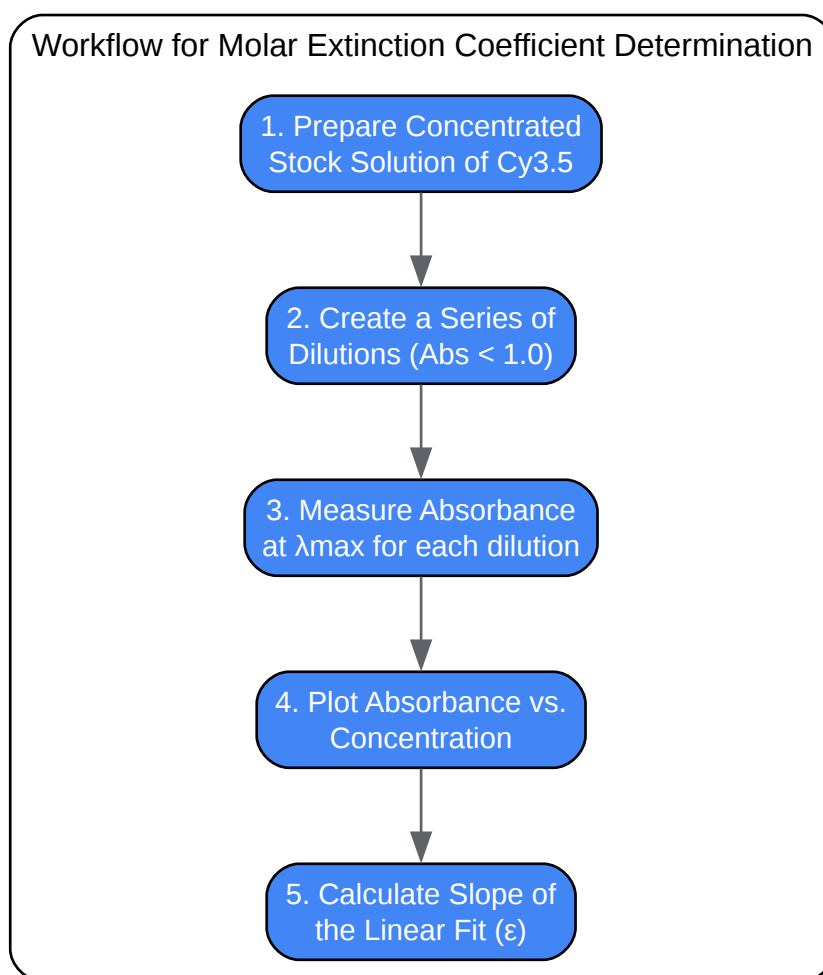 Workflow for Molar Extinction Coefficient Determination
1. Prepare Concentrated
Stock Solution of Cy3.5
2. Create a Series of
Dilutions (Abs < 1.0)
3. Measure Absorbance
at λmax for each dilution
4. Plot Absorbance vs.
Concentration
5. Calculate Slope of
the Linear Fit (ε)